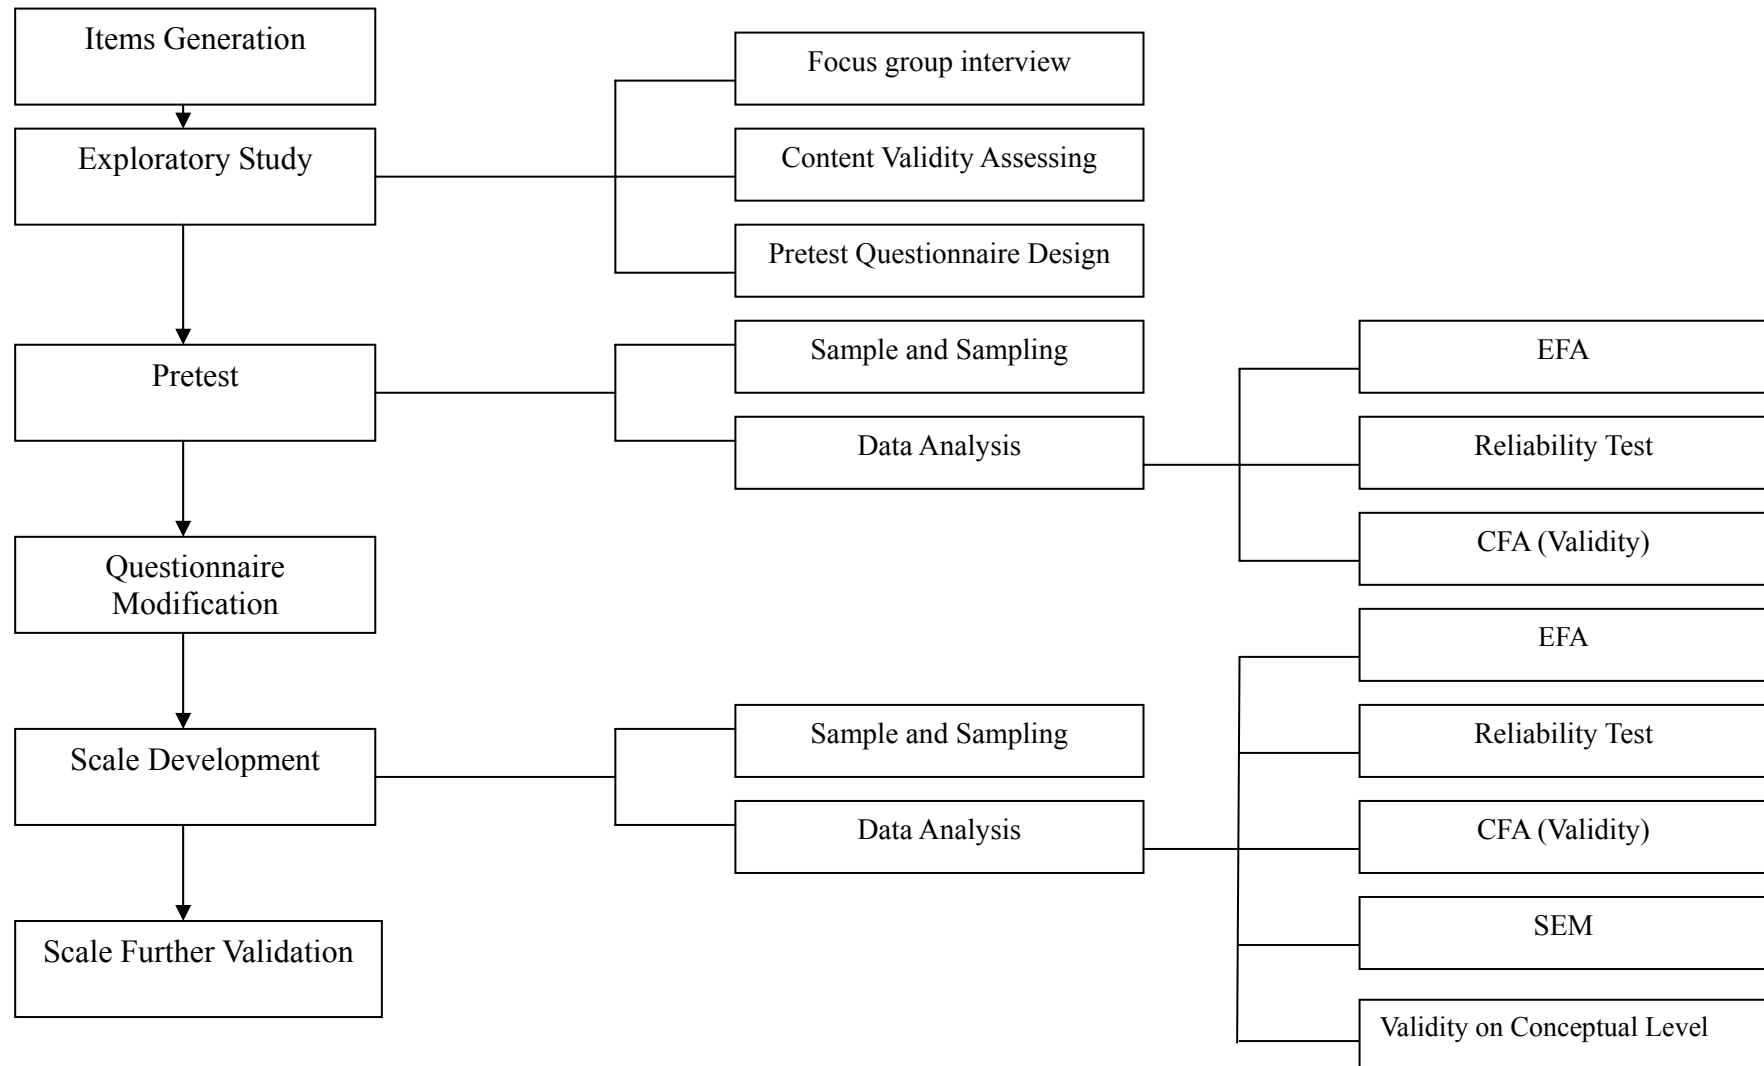 Items Generation
Focus group interview
Exploratory Study
Content Validity Assessing
Pretest Questionnaire Design
Pretest
Sample and Sampling
EFA
Data Analysis
Reliability Test
CFA (Validity)
Questionnaire
Modification
EFA
Scale Development
Sample and Sampling
Reliability Test
Data Analysis
CFA (Validity)
Scale Further Validation
SEM
Validity on Conceptual Level